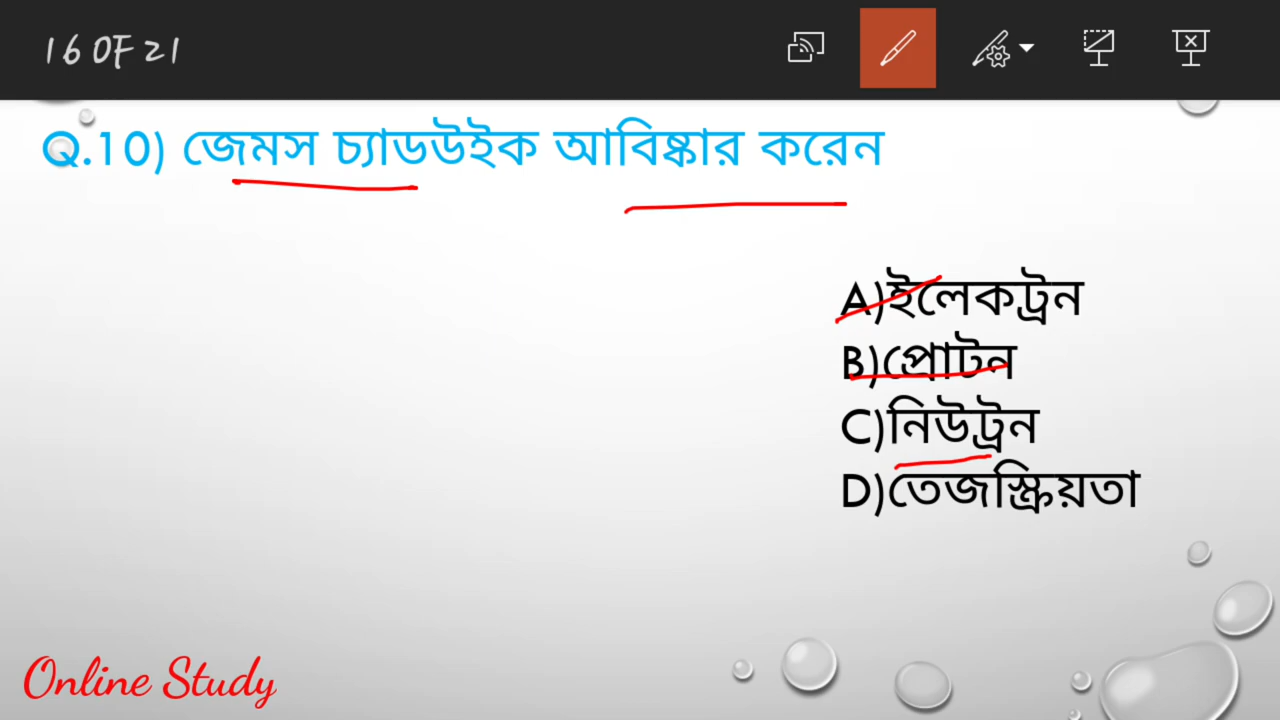 16 OF 21
Q.10) জেমস চ্যাডউইক আবিষ্কার করেন
A)ইলেকট্রন
B)প্রোটন
C)নিউট্রন
D)তেজস্ক্রিয়তা
Online Study